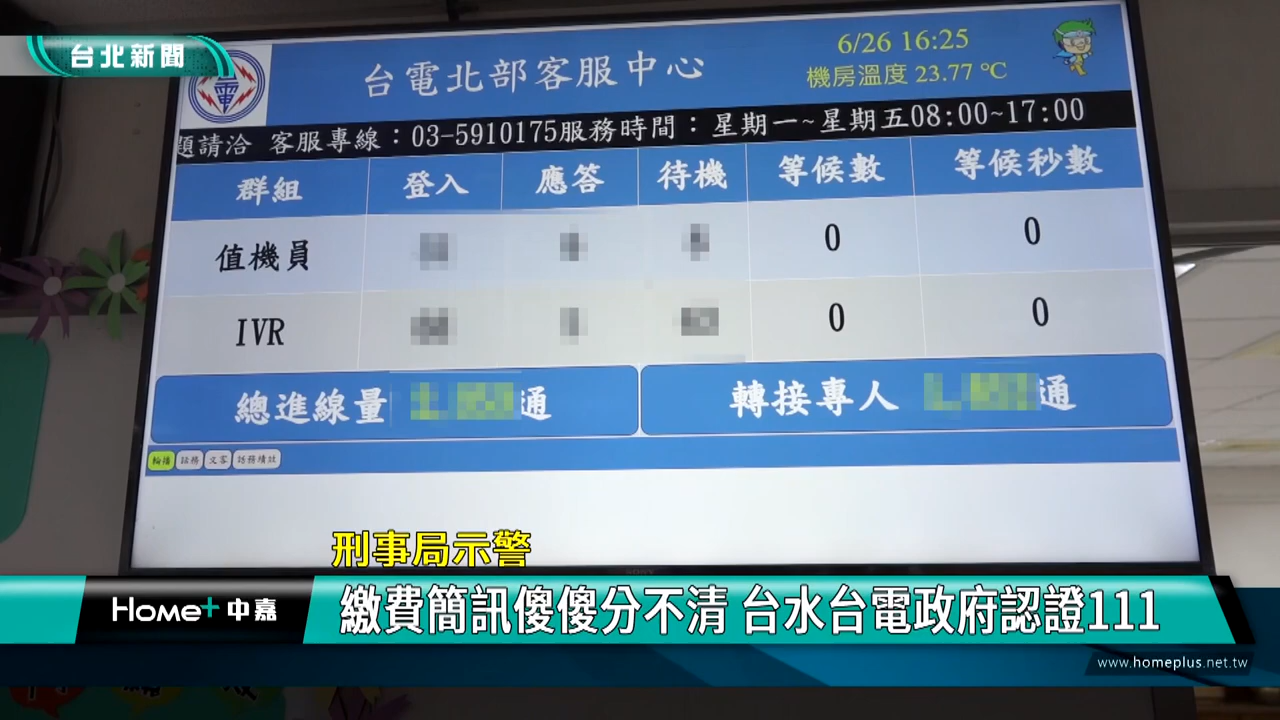 台北新聞
電
台電北部客服中心
6/26 16:25
機房溫度 23.77 ℃
題請洽 客服專線：03-5910175服務時間：星期一~星期五08:00~17:00
群組 登入 應答 待機 等候數 等候秒數
值機員 0 0
IVR 0 0
總進線量 通 轉接專人 通
輪播
刑事局示警
Home+中嘉
繳費簡訊傻傻分不清 台水台電政府認證111
www.homeplus.net.tw